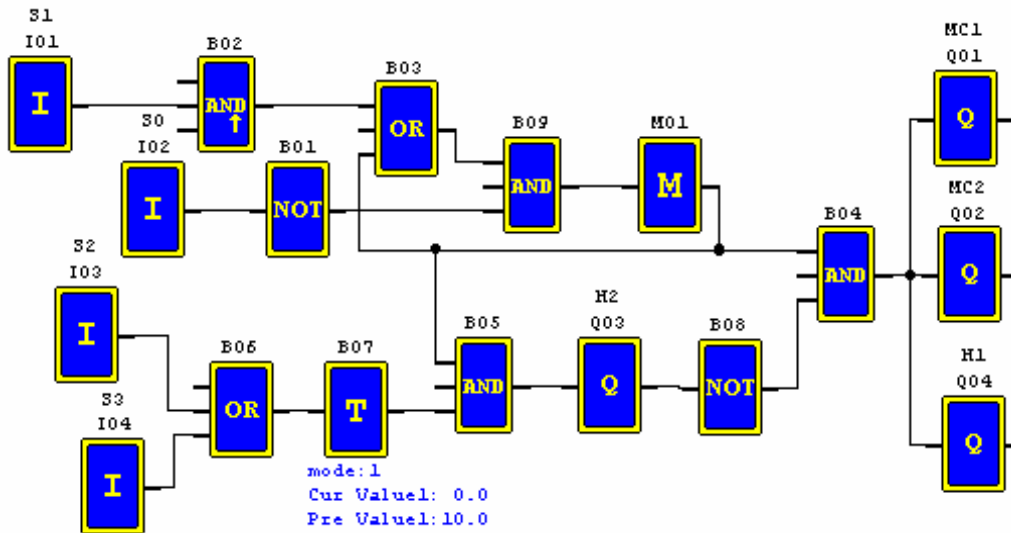 S1
I01
I
B02
AND
B03
OR
S0
I02
I
B01
NOT
B09
AND
M01
M
MC1
Q01
Q
MC2
Q02
Q
B04
AND
S2
I03
I
B06
OR
B07
T
B05
AND
H2
Q03
Q
B08
NOT
H1
Q04
Q
S3
I04
I
mode:1
Cur Value1: 0.0
Pre Value1:10.0